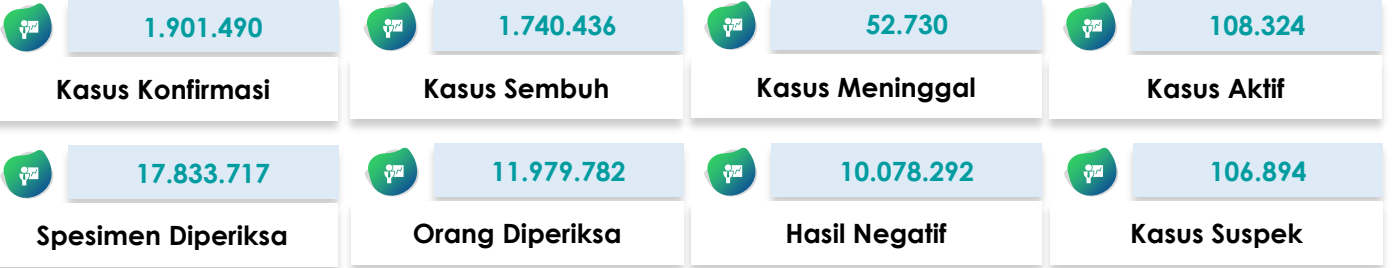 1.901.490
Kasus Konfirmasi
1.740.436
Kasus Sembuh
52.730
Kasus Meninggal
108.324
Kasus Aktif
17.833.717
Spesimen Diperiksa
11.979.782
Orang Diperiksa
10.078.292
Hasil Negatif
106.894
Kasus Suspek